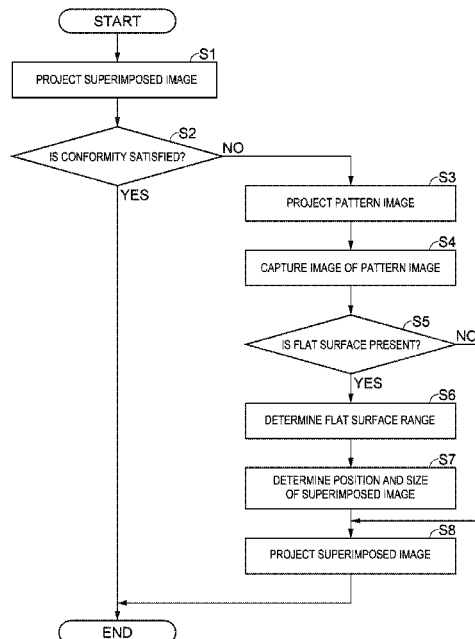 START
S1
PROJECT SUPERIMPOSED IMAGE
S2
IS CONFORMITY SATISFIED?
NO
YES
S3
PROJECT PATTERN IMAGE
S4
CAPTURE IMAGE OF PATTERN IMAGE
S5
IS FLAT SURFACE PRESENT?
NO
YES
S6
DETERMINE FLAT SURFACE RANGE
S7
DETERMINE POSITION AND SIZE
OF SUPERIMPOSED IMAGE
S8
PROJECT SUPERIMPOSED IMAGE
END